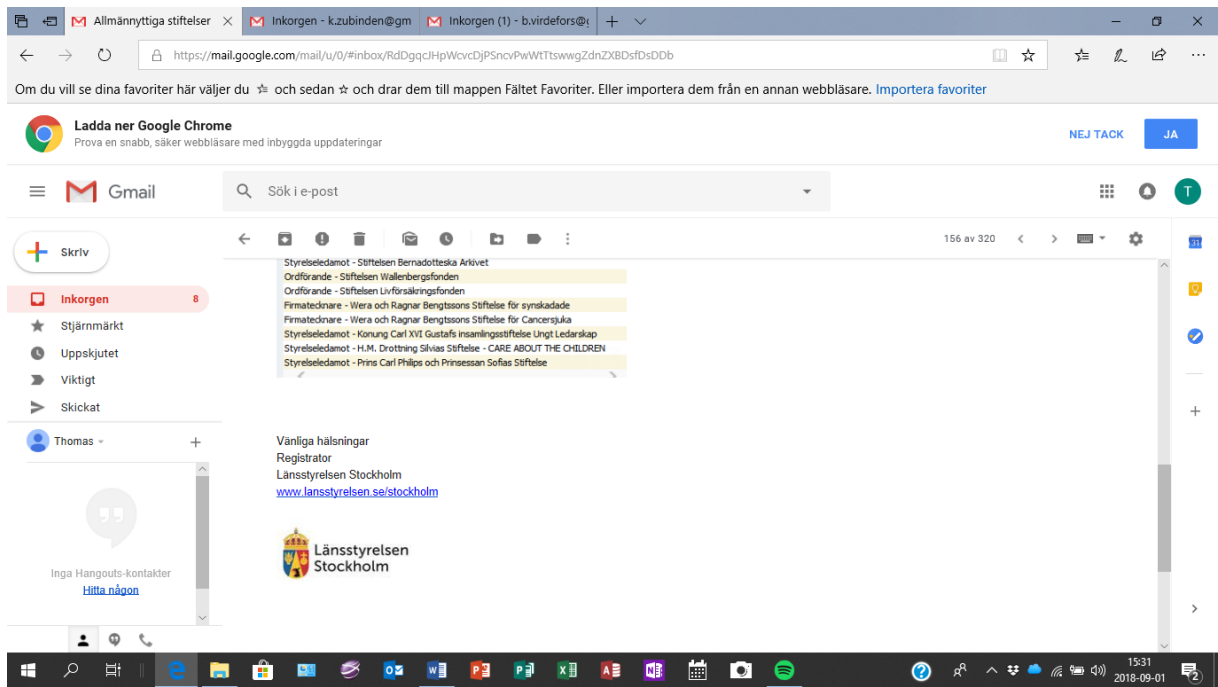 Allmännyttiga stiftelser
Inkorgen - k.zubinden@gm
Inkorgen (1) - b.virdefors@g
https://mail.google.com/mail/u/0/#inbox/RdDgqcJHpWcvcDjPSncvPwWtTtswwgZdnZXBDsfDsDDb
Om du vill se dina favoriter här väljer du och sedan och drar dem till mappen Fältet Favoriter. Eller importera dem från en annan webbläsare. Importera favoriter
Ladda ner Google Chrome
Prova en snabb, säker webbläsare med inbyggda uppdateringar
NEJ TACK
JA
Gmail
Sök i e-post
T
Skriv
156 av 320
31
Inkorgen 8
Stjärnmärkt
Uppskjutet
Viktigt
Skickat
Thomas
Inga Hangouts-kontakter
Hitta någon
Styrelseledamot - Stiftelsen Bernadotteska Arkivet
Ordförande - Stiftelsen Wallenbergsfonden
Ordförande - Stiftelsen Livförsäkringsfonden
Firmatecknare - Wera och Ragnar Bengtssons Stiftelse för synskadade
Firmatecknare - Wera och Ragnar Bengtssons Stiftelse för Cancersjuka
Styrelseledamot - Konung Carl XVI Gustafs insamlingsstiftelse Ungt Ledarskap
Styrelseledamot - H.M. Drottning Silvias Stiftelse - CARE ABOUT THE CHILDREN
Styrelseledamot - Prins Carl Philips och Prinsessan Sofias Stiftelse
Vänliga hälsningar
Registrator
Länsstyrelsen Stockholm
www.lansstyrelsen.se/stockholm
Länsstyrelsen
Stockholm
15:31
2018-09-01
2